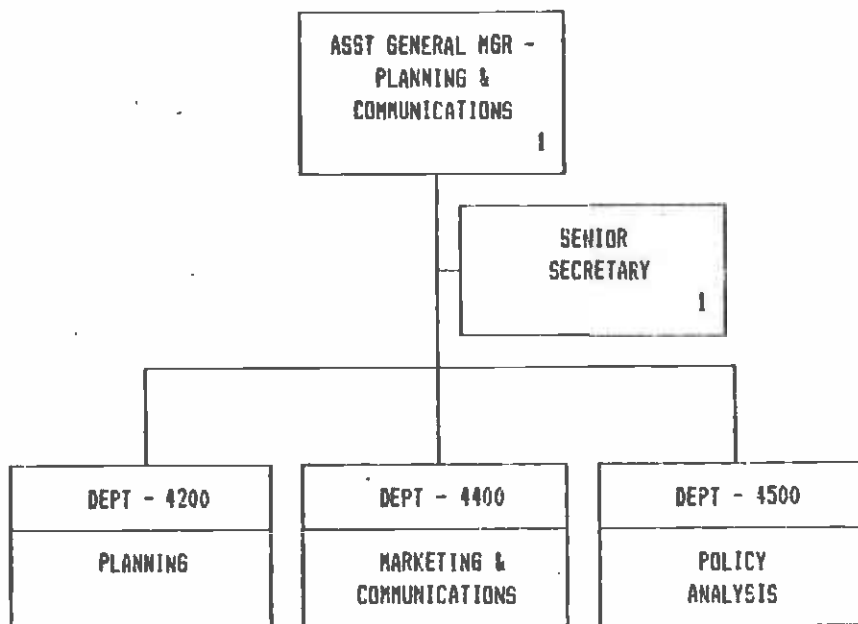 ASST GENERAL MGR -
PLANNING &
COMMUNICATIONS
1
SENIOR
SECRETARY
1
DEPT - 4200
PLANNING
DEPT - 4400
MARKETING &
COMMUNICATIONS
DEPT - 4500
POLICY
ANALYSIS